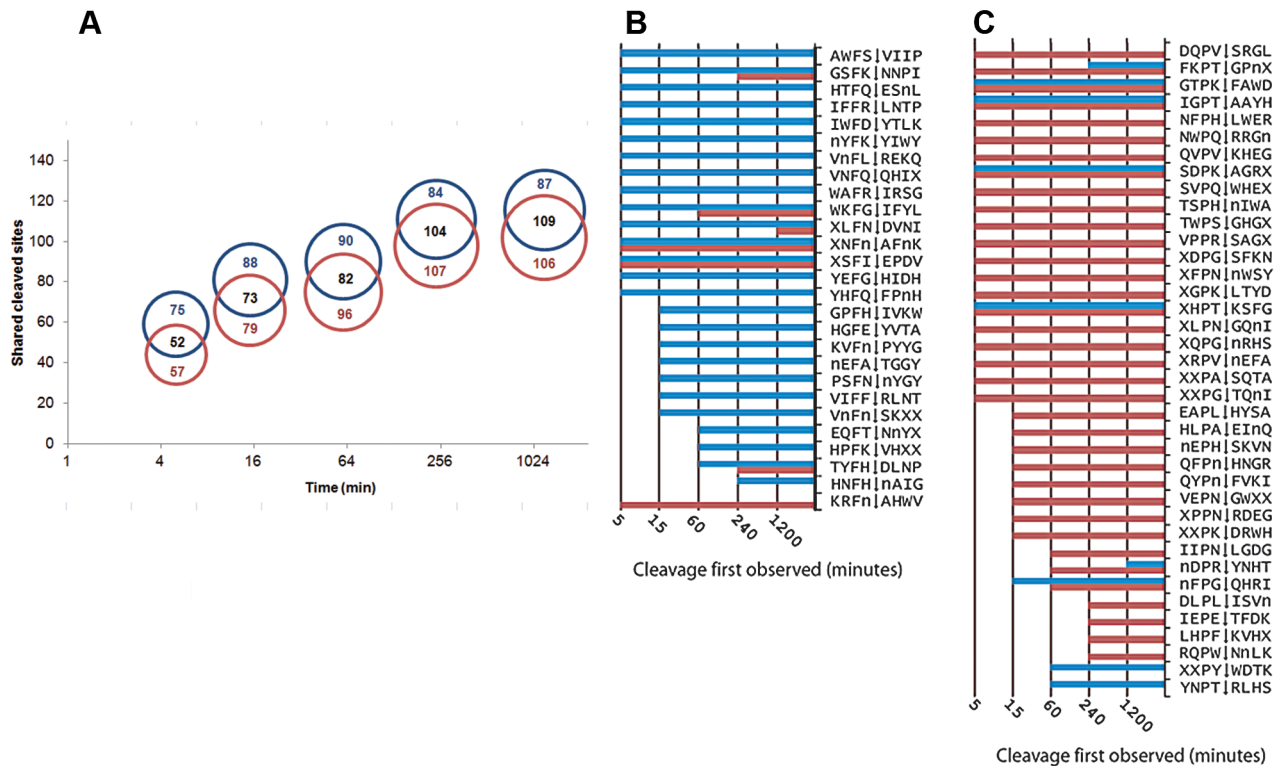 A
Shared cleaved sites
140
120
100
80
60
40
20
0
75
52
57
88
73
79
90
82
96
84
104
107
87
109
106
1
4
16
64
256
1024
Time (min)
B
AWFS↓VIIP
GSFK↓NNPI
HTFQ↓ESnL
IFFR↓LNTP
IWFD↓YTLK
nYFK↓YIWY
VnFL↓REKQ
VNFQ↓QHIX
WAFR↓IRSG
WKFG↓IFYL
XLFN↓DVNI
XNFn↓AFnK
XSFI↓EPDV
YEFG↓HIDH
YHFQ↓FPnH
GPFH↓IVKW
HGFE↓YVTA
KVFn↓PYYG
nEFA↓TGGY
PSFN↓nYGY
VIFF↓RLNT
VnFn↓SKXX
EQFT↓NnYX
HPFK↓VHXX
TYFH↓DLNP
HNFH↓nAIG
KRFn↓AHWV
5
15
60
240
1200
Cleavage first observed (minutes)
C
DQPV↓SRGL
FKPT↓GPnX
GTPK↓FAWD
IGPT↓AAYH
NFPH↓LWER
NWPQ↓RRGn
QVPV↓KHEG
SDPK↓AGRX
SVPQ↓WHEX
TSPH↓nIWA
TWPS↓GHGX
VPPR↓SAGX
XDPG↓SFKN
XFPN↓nWSY
XGPK↓LTYD
XHPT↓KSFG
XLPN↓GQnI
XQPG↓nRHS
XRPV↓nEFA
XXPA↓SQTA
XXPG↓TQnI
EAPL↓HYSA
HLPA↓EInQ
nEPH↓SKVN
QFPn↓HNGR
QYPn↓FVKI
VEPN↓GWXX
XPPN↓RDEG
XXPK↓DRWH
IIPN↓LGDG
nDPR↓YNHT
nFPG↓QHRI
DLPL↓ISVn
IEPE↓TFDK
LHPF↓KVHX
RQPW↓NnLK
XXPY↓WDTK
YNPT↓RLHS
5
15
60
240
1200
Cleavage first observed (minutes)